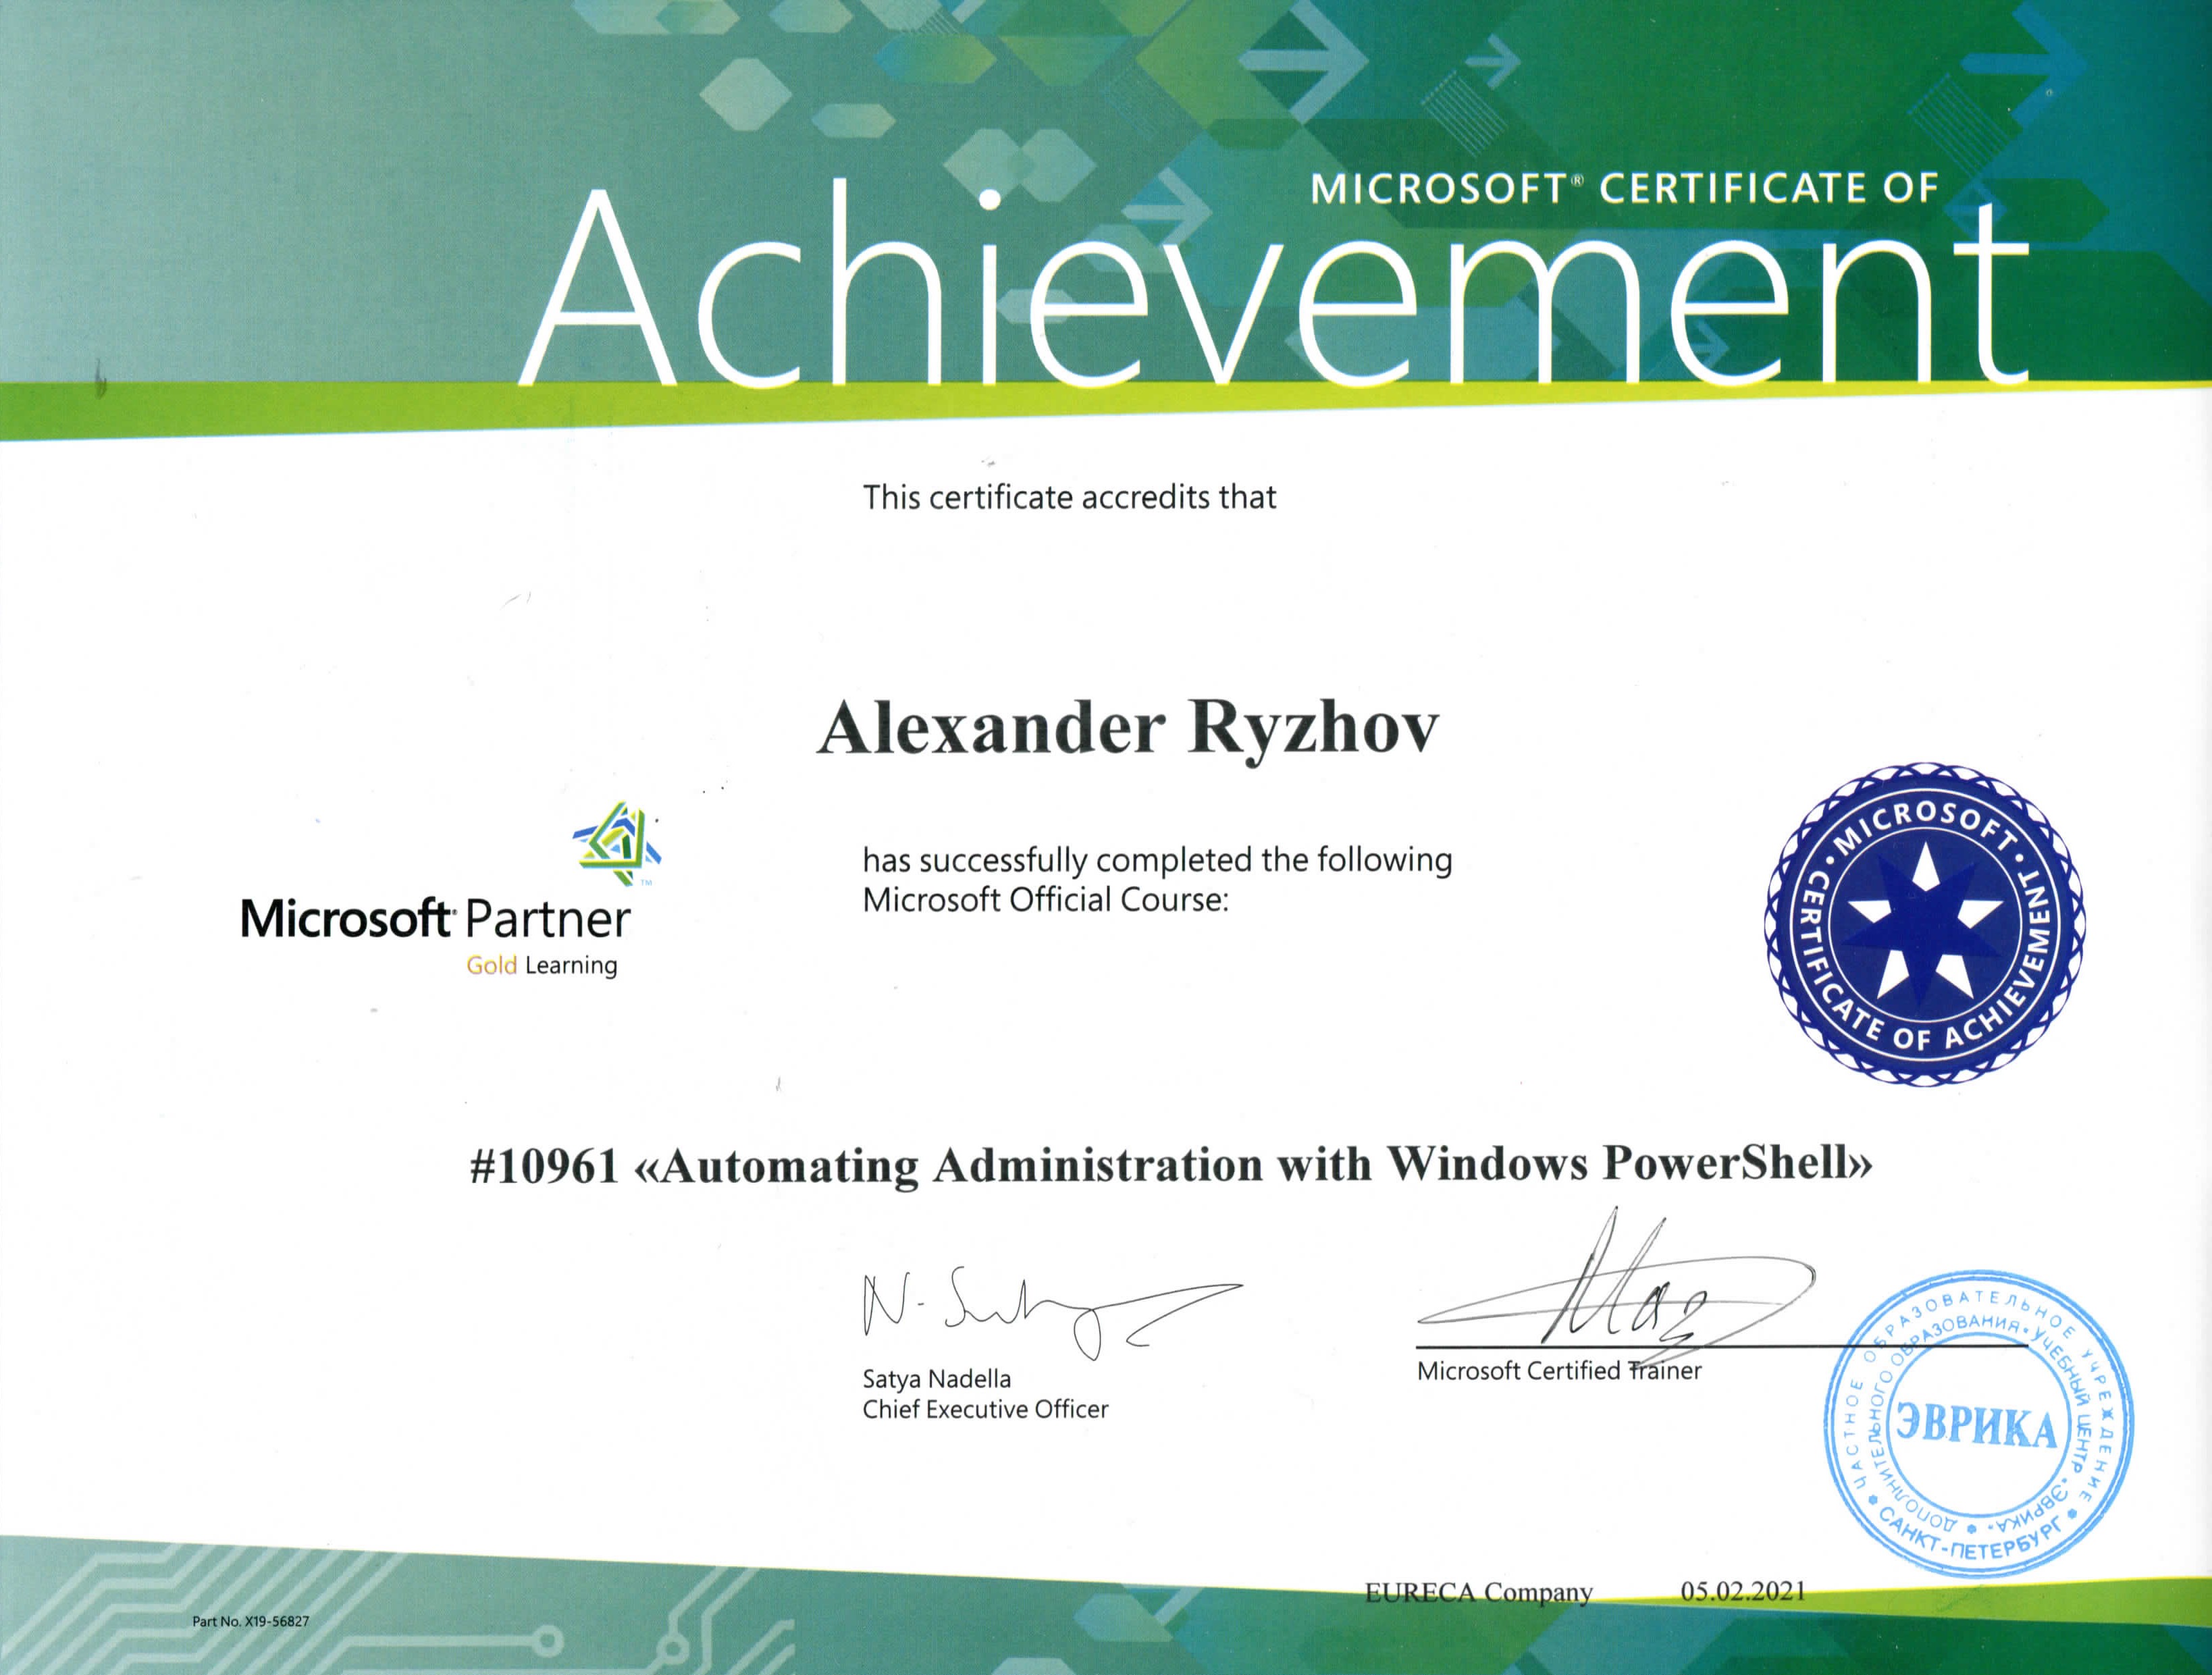 MICROSOFT® CERTIFICATE OF
Achievement
This certificate accredits that
Alexander Ryzhov
has successfully completed the following
Microsoft Official Course:
Microsoft Partner
Gold Learning
TM
• MICROSOFT • CERTIFICATE OF ACHIEVEMENT
#10961 «Automating Administration with Windows PowerShell»
Satya Nadella
Chief Executive Officer
Microsoft Certified Trainer
ЧАСТНОЕ ОБРАЗОВАТЕЛЬНОЕ УЧРЕЖДЕНИЕ
ДОПОЛНИТЕЛЬНОГО ОБРАЗОВАНИЯ • УЧЕБНЫЙ ЦЕНТР "ЭВРИКА"
ЭВРИКА
САНКТ-ПЕТЕРБУРГ
EURECA Company 05.02.2021
Part No. X19-56827